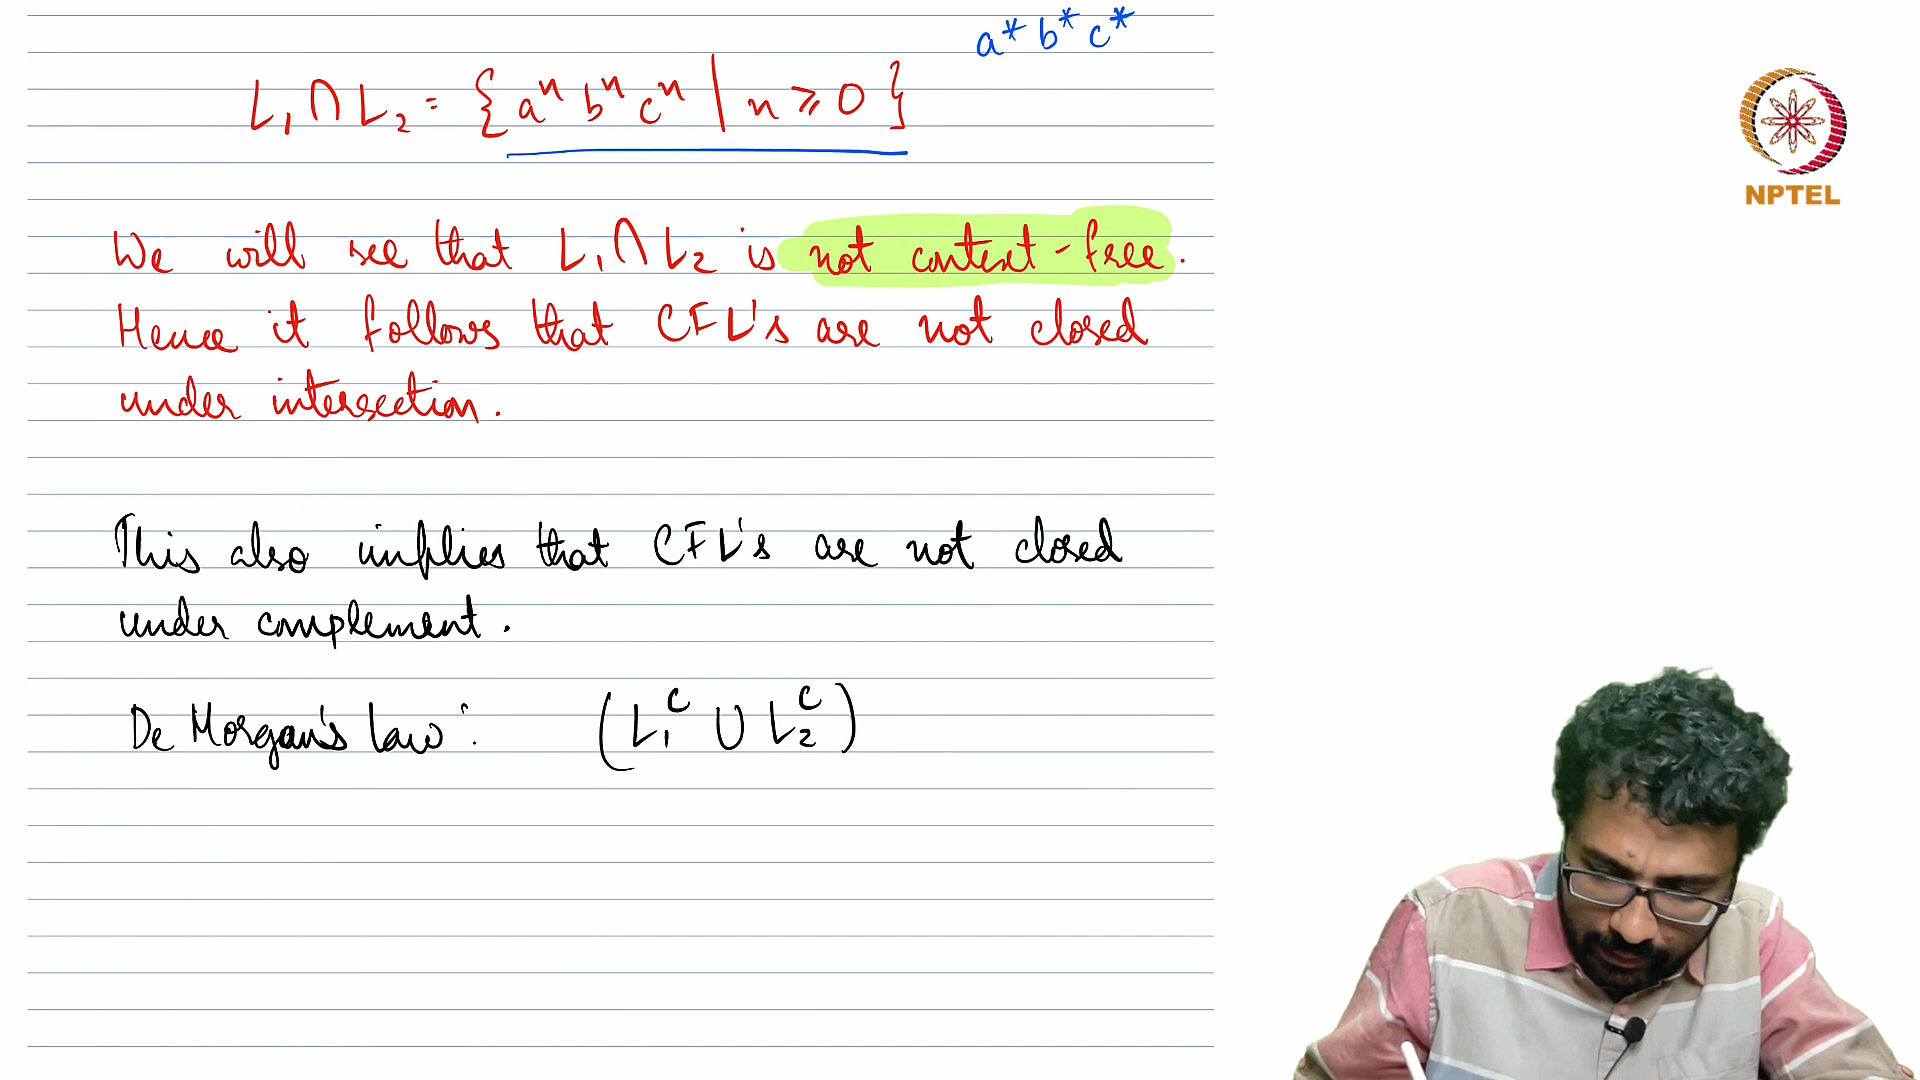 a* b* c*
L₁ ∩ L₂ = { aⁿ bⁿ cⁿ | n ⩾ 0 }
NPTEL
We will see that L₁ ∩ L₂ is not context-free.
Hence it follows that CFL's are not closed
under intersection.
This also implies that CFL's are not closed
under complement.
De Morgan's law: (L₁ᶜ ∪ L₂ᶜ)